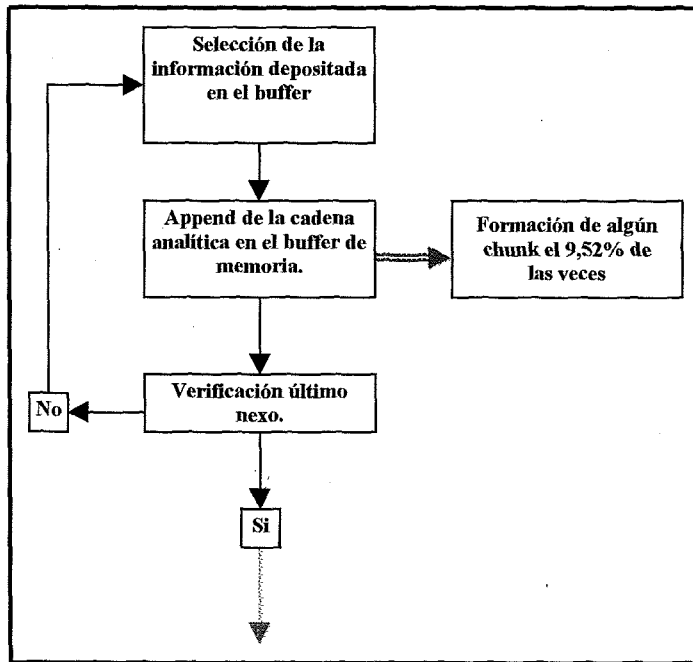 Selección de la
información depositada
en el buffer
Append de la cadena
analítica en el buffer de
memoria.
Formación de algún
chunk el 9,52% de
las veces
Verificación último
nexo.
No
Si